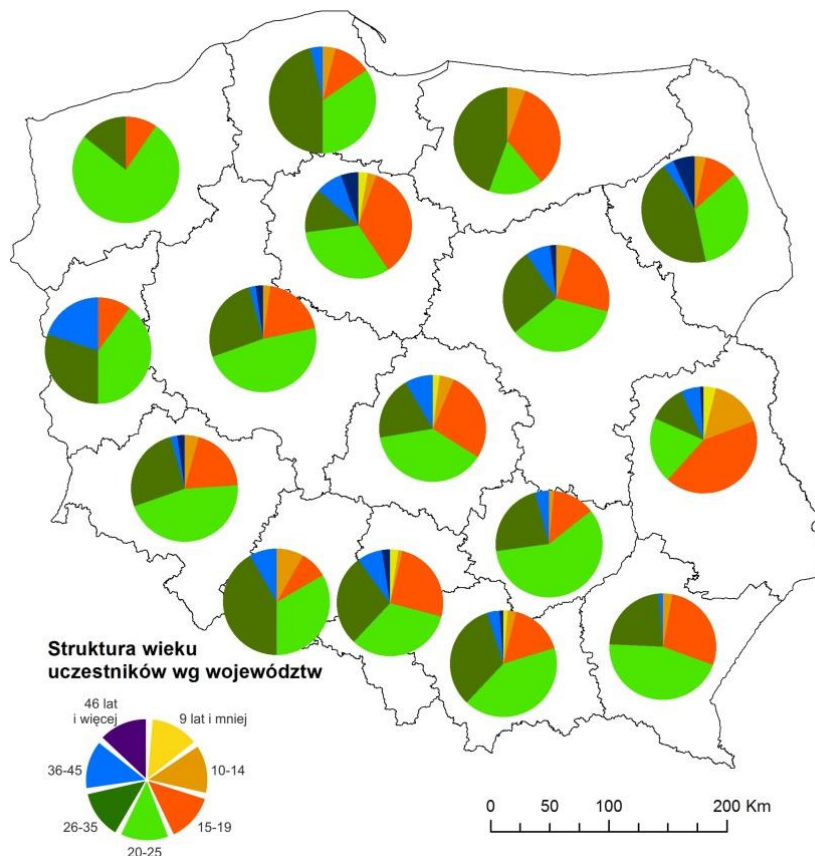 Struktura wieku
uczestników wg województw
46 lat
i więcej
9 lat i mniej
36-45
10-14
26-35
15-19
20-25
0 50 100 200 Km